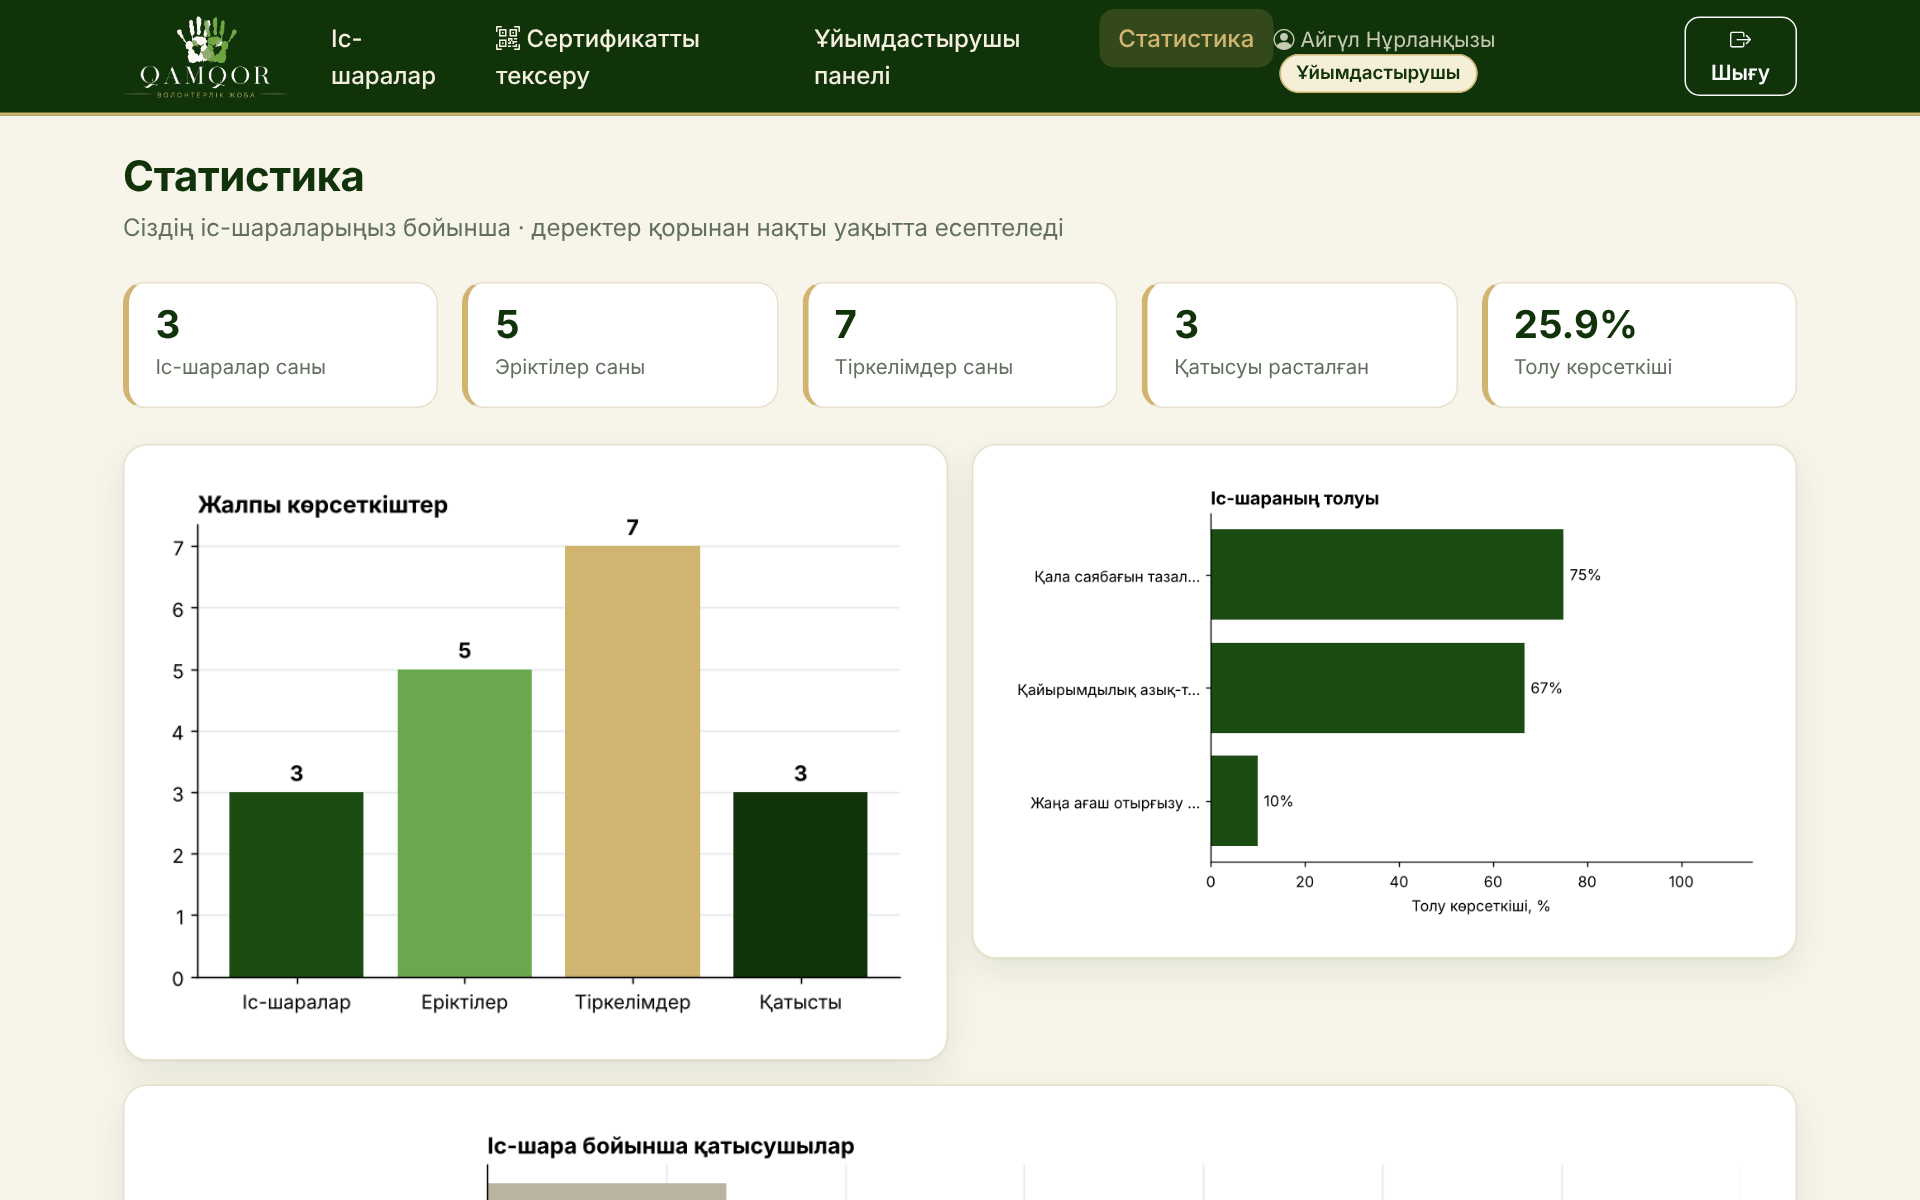 QAMQOR
ВОЛОНТЕРЛІК ЖОБА
Іс-
шаралар
Сертификатты
тексеру
Ұйымдастырушы
панелі
Статистика
Айгүл Нұрланқызы
Ұйымдастырушы
Шығу
Статистика
Сіздің іс-шараларыңыз бойынша · деректер қорынан нақты уақытта есептеледі
3
Іс-шаралар саны
5
Эріктілер саны
7
Тіркелімдер саны
3
Қатысуы расталған
25.9%
Толу көрсеткіші
Жалпы көрсеткіштер
7
6
5
4
3
2
1
0
3
5
7
3
Іс-шаралар
Еріктілер
Тіркелімдер
Қатысты
Іс-шараның толуы
Қала саябағын тазал...
75%
Қайырымдылық азық-т...
67%
Жаңа ағаш отырғызу ...
10%
0
20
40
60
80
100
Толу көрсеткіші, %
Іс-шара бойынша қатысушылар